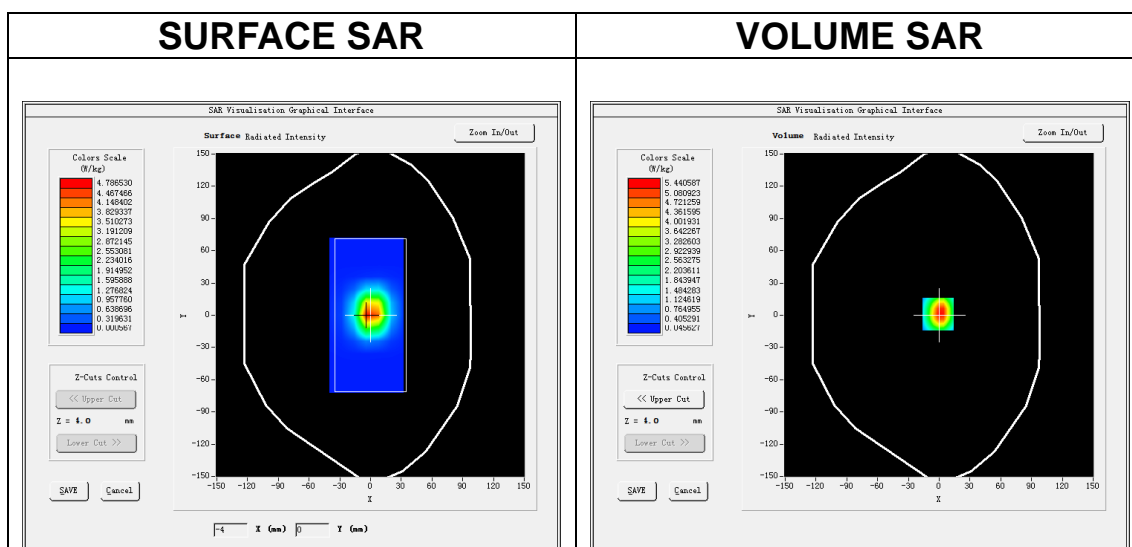 SURFACE SAR
VOLUME SAR
SAR Visualisation Graphical Interface
Surface Radiated Intensity
Zoom In/Out
Colors Scale
(W/kg)
4.786530
4.467466
4.148402
3.829337
3.510273
3.191209
2.872145
2.553081
2.234016
1.914952
1.595888
1.276824
0.957760
0.638696
0.319631
0.000567
150
120
90
60
30
0
-30
-60
-90
-120
-150
Y
-150 -120 -90 -60 -30 0 30 60 90 120 150
X
Z-Cuts Control
<< Upper Cut
Z = 4.0 mm
Lower Cut >>
SAVE Cancel
-4 X (mm) 0 Y (mm)
SAR Visualisation Graphical Interface
Volume Radiated Intensity
Zoom In/Out
Colors Scale
(W/kg)
5.440587
5.080923
4.721259
4.361595
4.001931
3.642267
3.282603
2.922939
2.563275
2.203611
1.843947
1.484283
1.124619
0.764955
0.405291
0.045627
150
120
90
60
30
0
-30
-60
-90
-120
-150
Y
-150 -120 -90 -60 -30 0 30 60 90 120 150
X
Z-Cuts Control
<< Upper Cut
Z = 4.0 mm
Lower Cut >>
SAVE Cancel